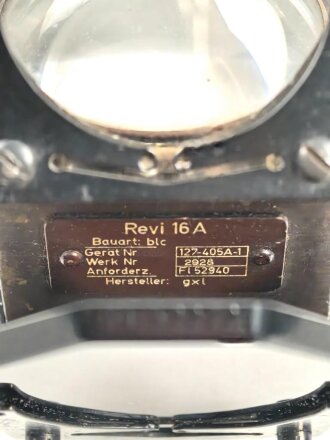 Revi 16 A
Bauart: blc
Gerät Nr 127-405A-1
Werk Nr 2928
Anforderz. Fl 52940
Hersteller: gxl